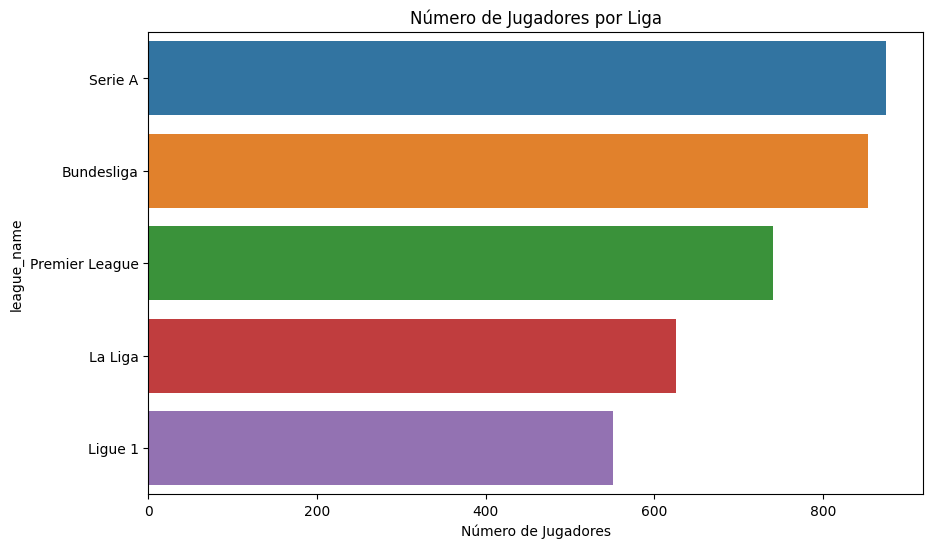 Número de Jugadores por Liga
Serie A
Bundesliga
Premier League
La Liga
Ligue 1
league_name
0 200 400 600 800
Número de Jugadores